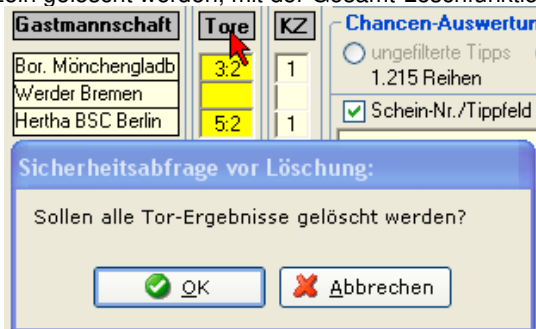 Gastmannschaft Tore KZ Chancen-Auswertun
ungefilterte Tipps
Bor. Mönchengladb 3:2 1 1.215 Reihen
Werder Bremen
Hertha BSC Berlin 5:2 1 Schein-Nr./Tippfeld
Sicherheitsabfrage vor Löschung:
Sollen alle Tor-Ergebnisse gelöscht werden?
OK Abbrechen